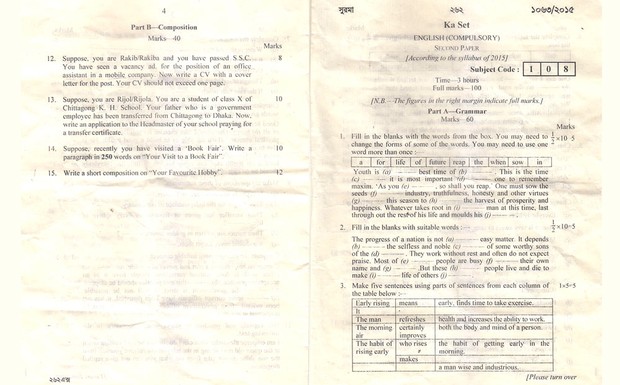 4
Part B—Composition
Marks—40
Marks
12. Suppose, you are Rakib/Rakiba and you have passed S.S.C. 8
You have seen a vacancy ad. for the position of an office
assistant in a mobile company. Now write a CV with a cover
letter for the post. Your CV should not exceed one page.
13. Suppose, you are Rijol/Rijola. You are a student of class X of 10
Chittagong K. H. School. Your father who is a government
employee has been transferred from Chittagong to Dhaka. Now,
write an application to the Headmaster of your school praying for
a transfer certificate.
14. Suppose, recently you have visited a 'Book Fair'. Write a 10
paragraph in 250 words on "Your Visit to a Book Fair".
15. Write a short composition on "Your Favourite Hobby". 12
সুরমা ২৬২ ১০৬৩/২০১৫
Ka Set
ENGLISH (COMPULSORY)
SECOND PAPER
[According to the syllabus of 2015]
Subject Code : 1 0 8
Time—3 hours
Full marks—100
[N.B.—The figures in the right margin indicate full marks.]
Part A—Grammar
Marks—60
Marks
1. Fill in the blanks with the words from the box. You may need to ½×10=5
change the forms of some of the words. You may need to use one
word more than once :—
a for life of future reap the when sow in
Youth is (a) —— best time of (b) ——. This is the time
(c) —— it is most important (d) —— one to remember
maxim. 'As you (e) ——, so shall you reap.' One must sow the
seeds (f) —— industry, truthfulness, honesty and other virtues
(g) —— this season to (h) —— the harvest of prosperity and
happiness. Whatever takes root in (i) —— man at this time, last
through out the rest of his life and moulds his (j) ——.
2. Fill in the blanks with suitable words :— ½×10=5
The progress of a nation is not (a) —— easy matter. It depends
(b) —— the selfless and noble (c) —— of some worthy sons
of the (d) ——. They work without rest and often do not expect
praise. Most of (e) —— people are busy (f) —— their own
name and (g) ——. But these (h) —— people live and die to
make (i) —— life of others (j) ——.
3. Make five sentences using parts of sentences from each column of 1×5=5
the table below :—
Early rising means early, finds time to take exercise.
It
The man refreshes health and increases the ability to work.
The morning certainly both the body and mind of a person.
air improves
The habit of who rises the habit of getting early in the
rising early morning.
makes
a man wise and industrious.
[Please turn over